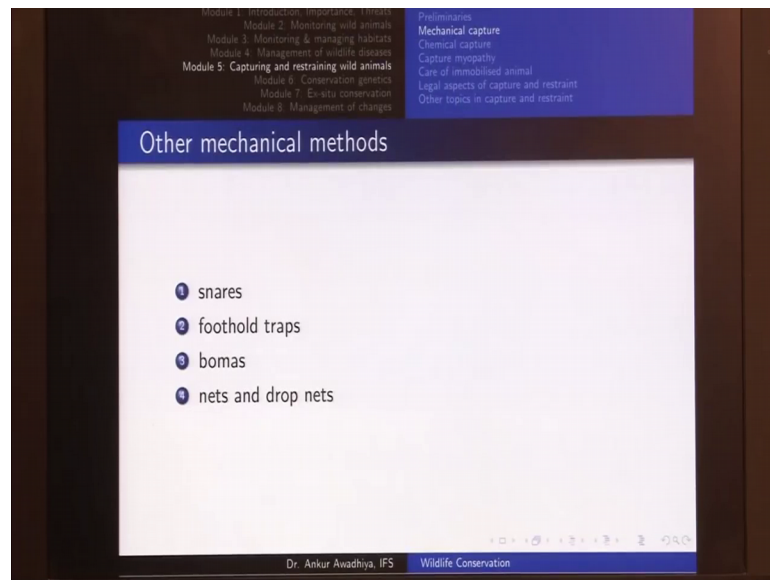 Module 1: Introduction, Importance, Threats
Module 2: Monitoring wild animals
Module 3: Monitoring & managing habitats
Module 4: Management of wildlife diseases
Module 5: Capturing and restraining wild animals
Module 6: Conservation genetics
Module 7: Ex-situ conservation
Module 8: Management of changes
Preliminaries
Mechanical capture
Chemical capture
Capture myopathy
Care of immobilised animal
Legal aspects of capture and restraint
Other topics in capture and restraint
Other mechanical methods
1 snares
2 foothold traps
3 bomas
4 nets and drop nets
Dr. Ankur Awadhiya, IFS Wildlife Conservation